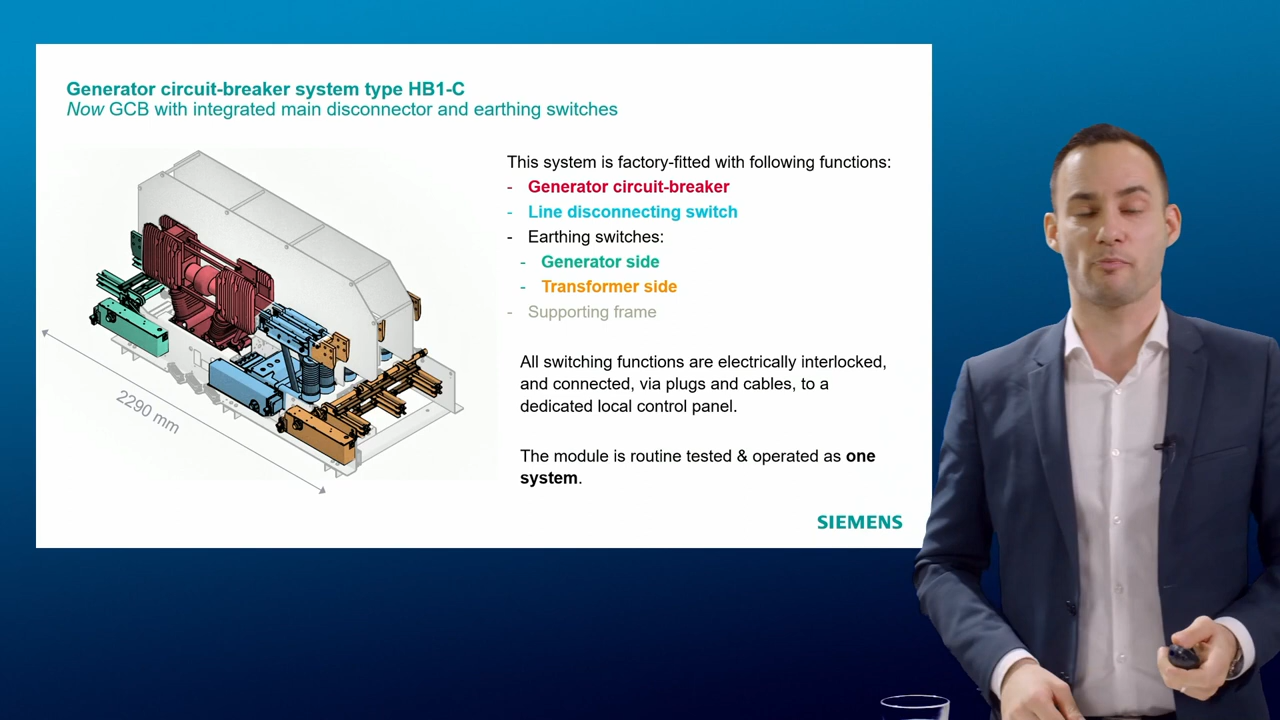 Generator circuit-breaker system type HB1-C
Now GCB with integrated main disconnector and earthing switches
This system is factory-fitted with following functions:
- Generator circuit-breaker
- Line disconnecting switch
- Earthing switches:
- Generator side
- Transformer side
- Supporting frame
All switching functions are electrically interlocked,
and connected, via plugs and cables, to a
dedicated local control panel.
The module is routine tested & operated as one
system.
2290 mm
SIEMENS